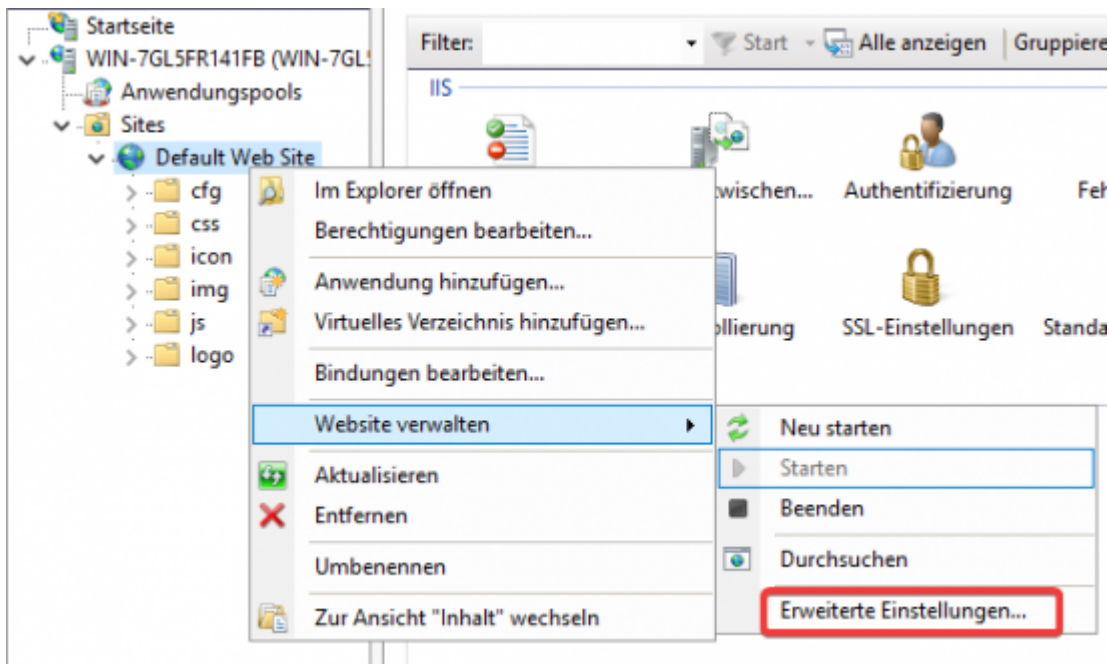 Startseite
WIN-7GL5FR141FB (WIN-7GL
Anwendungspools
Sites
Default Web Site
cfg
css
icon
img
js
logo
Filter:
Start
Alle anzeigen
Gruppiere
IIS
wischen...
Authentifizierung
Feh
ollierung
SSL-Einstellungen
Standa
Im Explorer öffnen
Berechtigungen bearbeiten...
Anwendung hinzufügen...
Virtuelles Verzeichnis hinzufügen...
Bindungen bearbeiten...
Website verwalten
Aktualisieren
Entfernen
Umbenennen
Zur Ansicht "Inhalt" wechseln
Neu starten
Starten
Beenden
Durchsuchen
Erweiterte Einstellungen...